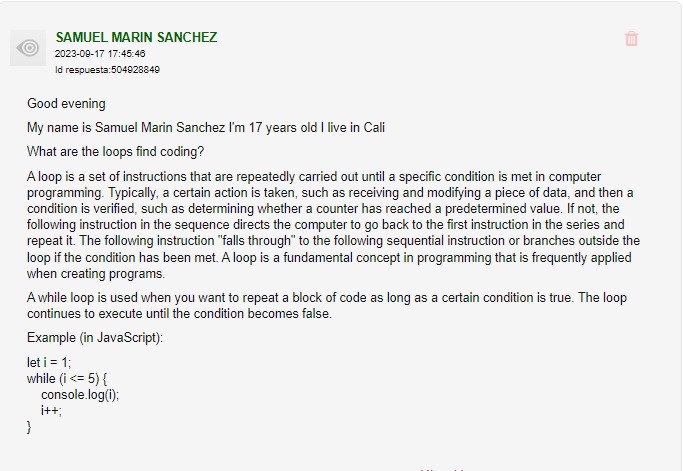 SAMUEL MARIN SANCHEZ
2023-09-17 17:45:46
Id respuesta:504928849
Good evening
My name is Samuel Marin Sanchez I'm 17 years old I live in Cali
What are the loops find coding?
A loop is a set of instructions that are repeatedly carried out until a specific condition is met in computer
programming. Typically, a certain action is taken, such as receiving and modifying a piece of data, and then a
condition is verified, such as determining whether a counter has reached a predetermined value. If not, the
following instruction in the sequence directs the computer to go back to the first instruction in the series and
repeat it. The following instruction "falls through" to the following sequential instruction or branches outside the
loop if the condition has been met. A loop is a fundamental concept in programming that is frequently applied
when creating programs.
A while loop is used when you want to repeat a block of code as long as a certain condition is true. The loop
continues to execute until the condition becomes false.
Example (in JavaScript):
let i = 1;
while (i <= 5) {
console.log(i);
i++;
}